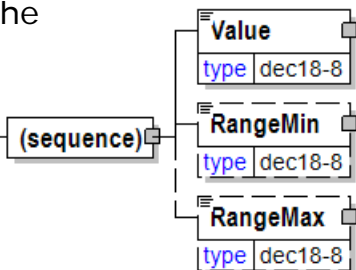 he
Value
type dec18-8
(sequence)
RangeMin
type dec18-8
RangeMax
type dec18-8